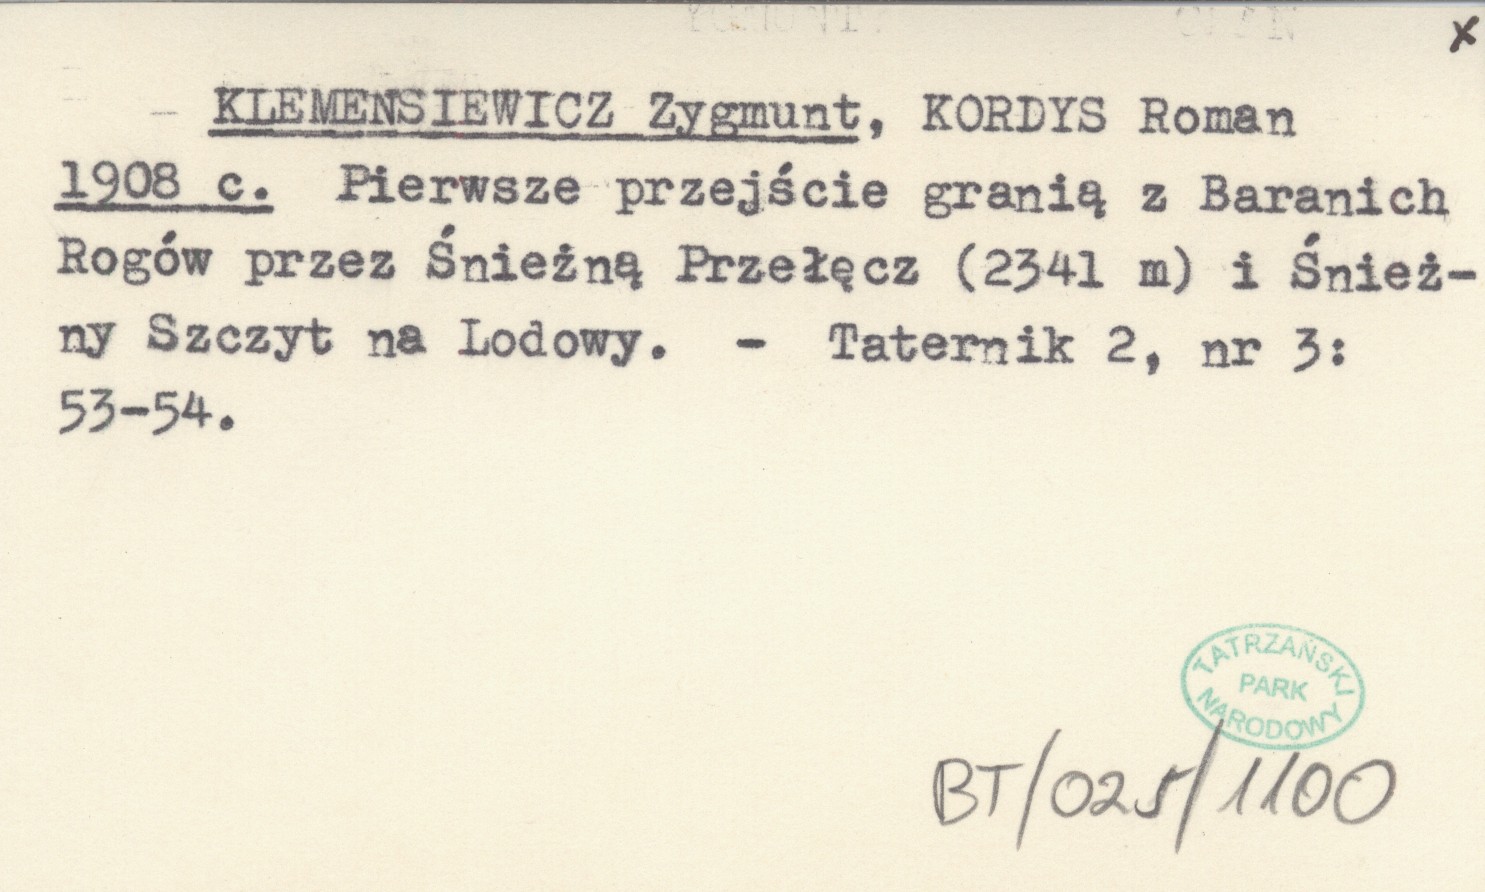 x
KLEMENSIEWICZ Zygmunt, KORDYS Roman
1908 c. Pierwsze przejście granią z Baranich
Rogów przez Śnieżną Przełęcz (2341 m) i Śnież-
ny Szczyt na Lodowy. - Taternik 2, nr 3:
53-54.
TATRZAŃSKI
PARK
NARODOWY
BT/025/1100